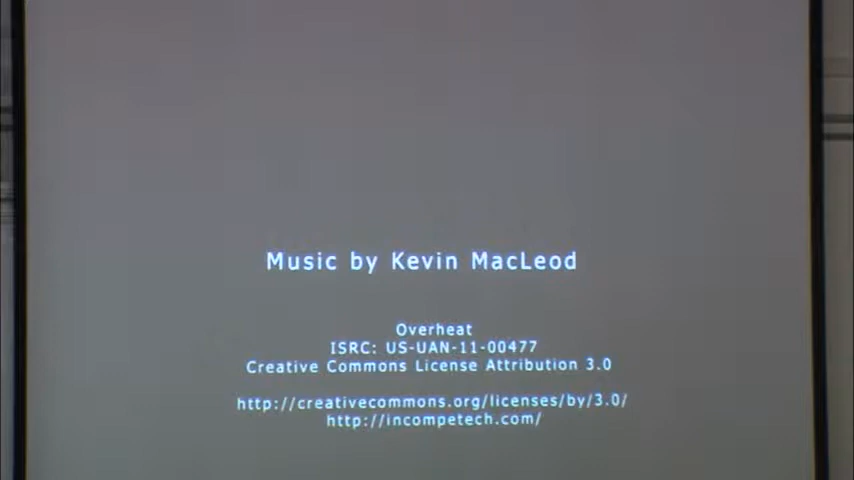 Music by Kevin MacLeod
Overheat
ISRC: US-UAN-11-00477
Creative Commons License Attribution 3.0
http://creativecommons.org/licenses/by/3.0/
http://incompetech.com/